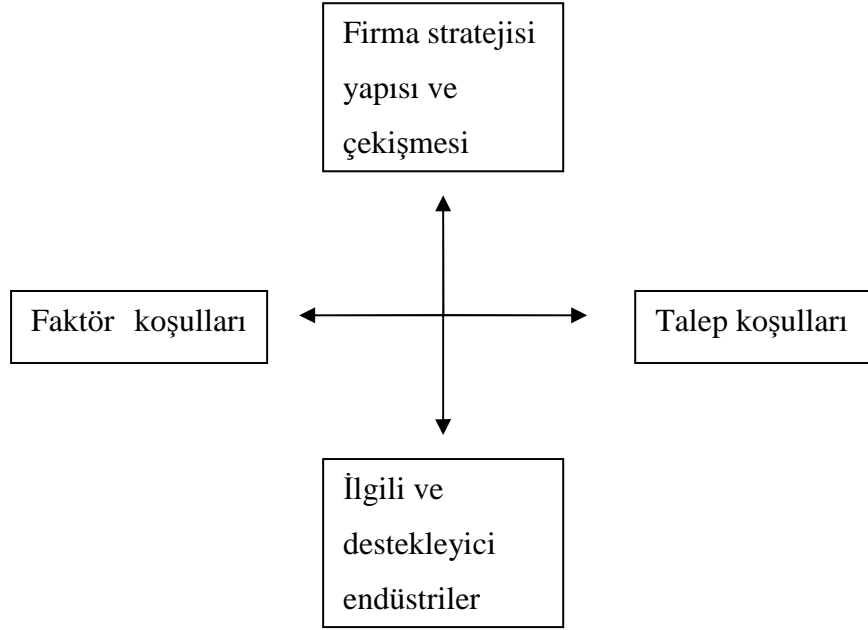 Firma stratejisi
yapısı ve
çekişmesi
Faktör koşulları
Talep koşulları
İlgili ve
destekleyici
endüstriler